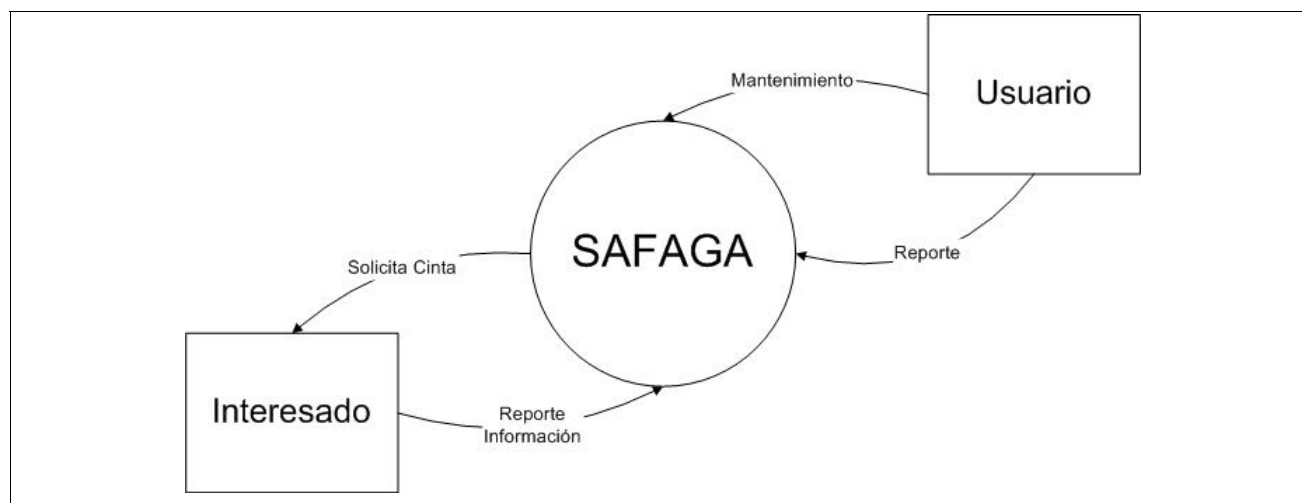 Mantenimiento
Usuario
SAFAGA
Reporte
Solicita Cinta
Interesado
Reporte
Información